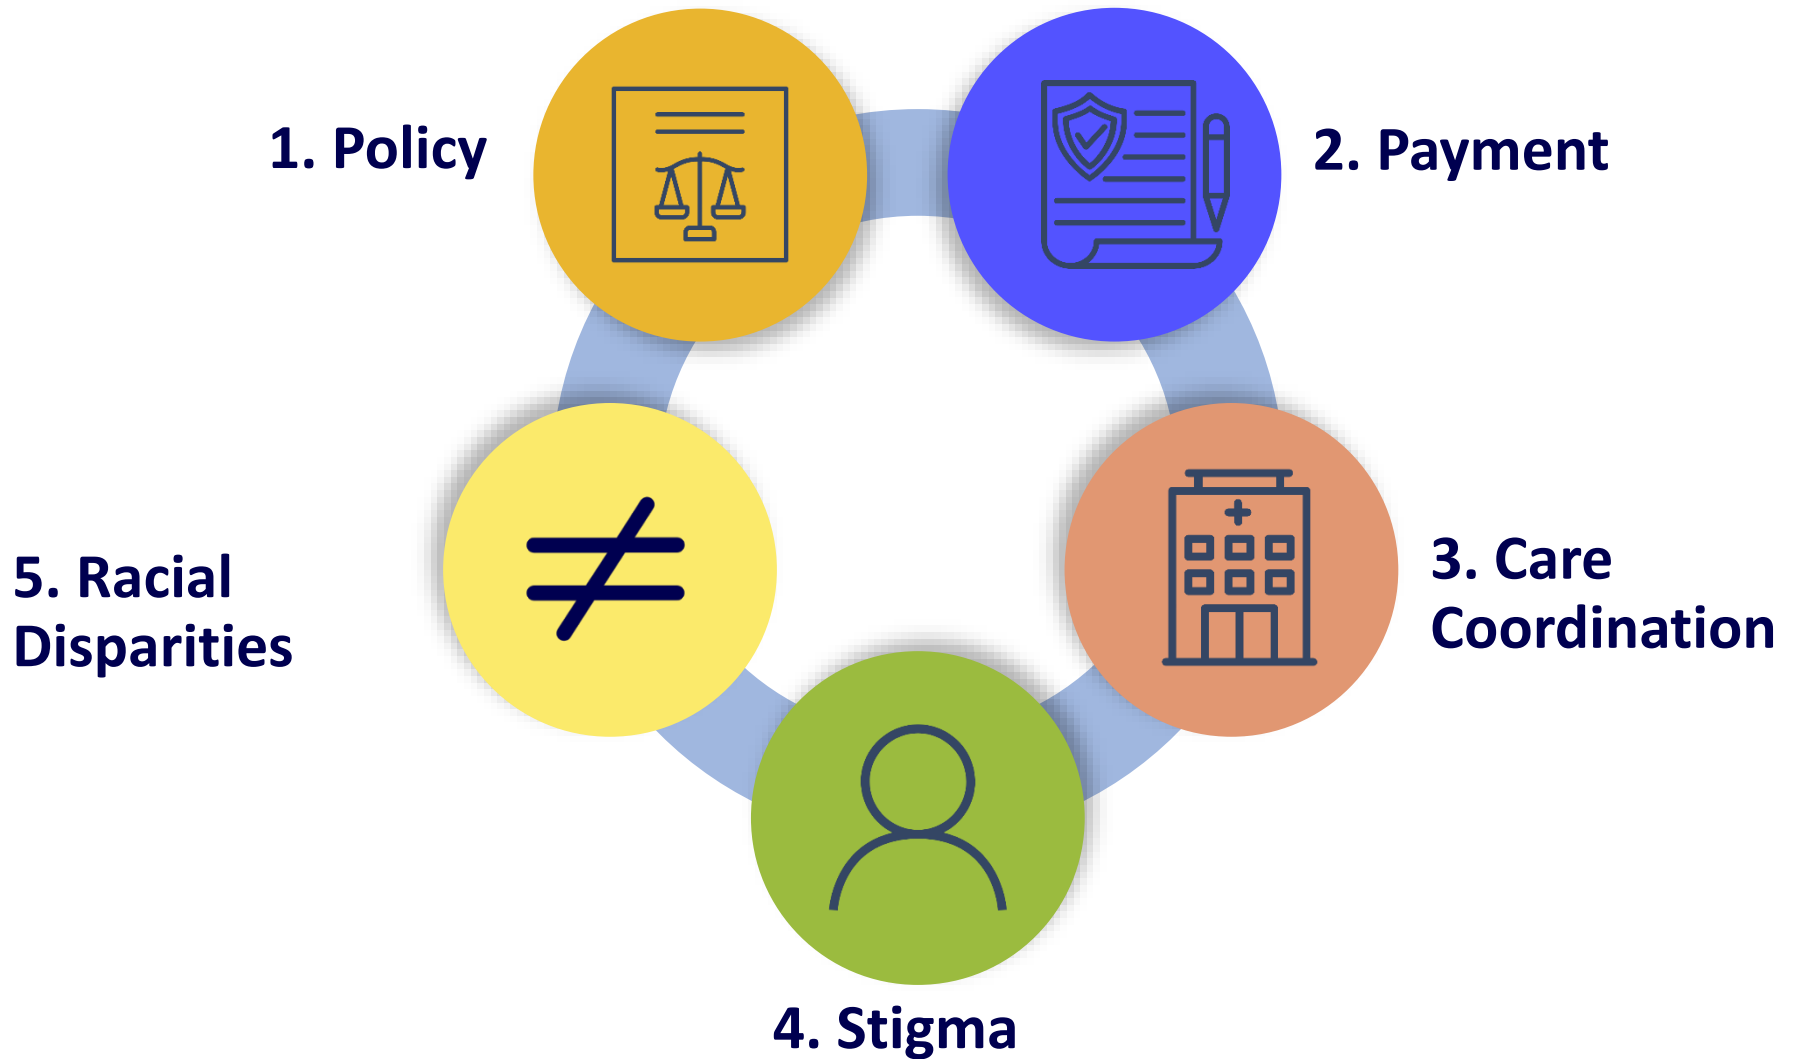 1. Policy
2. Payment
3. Care
Coordination
4. Stigma
5. Racial
Disparities